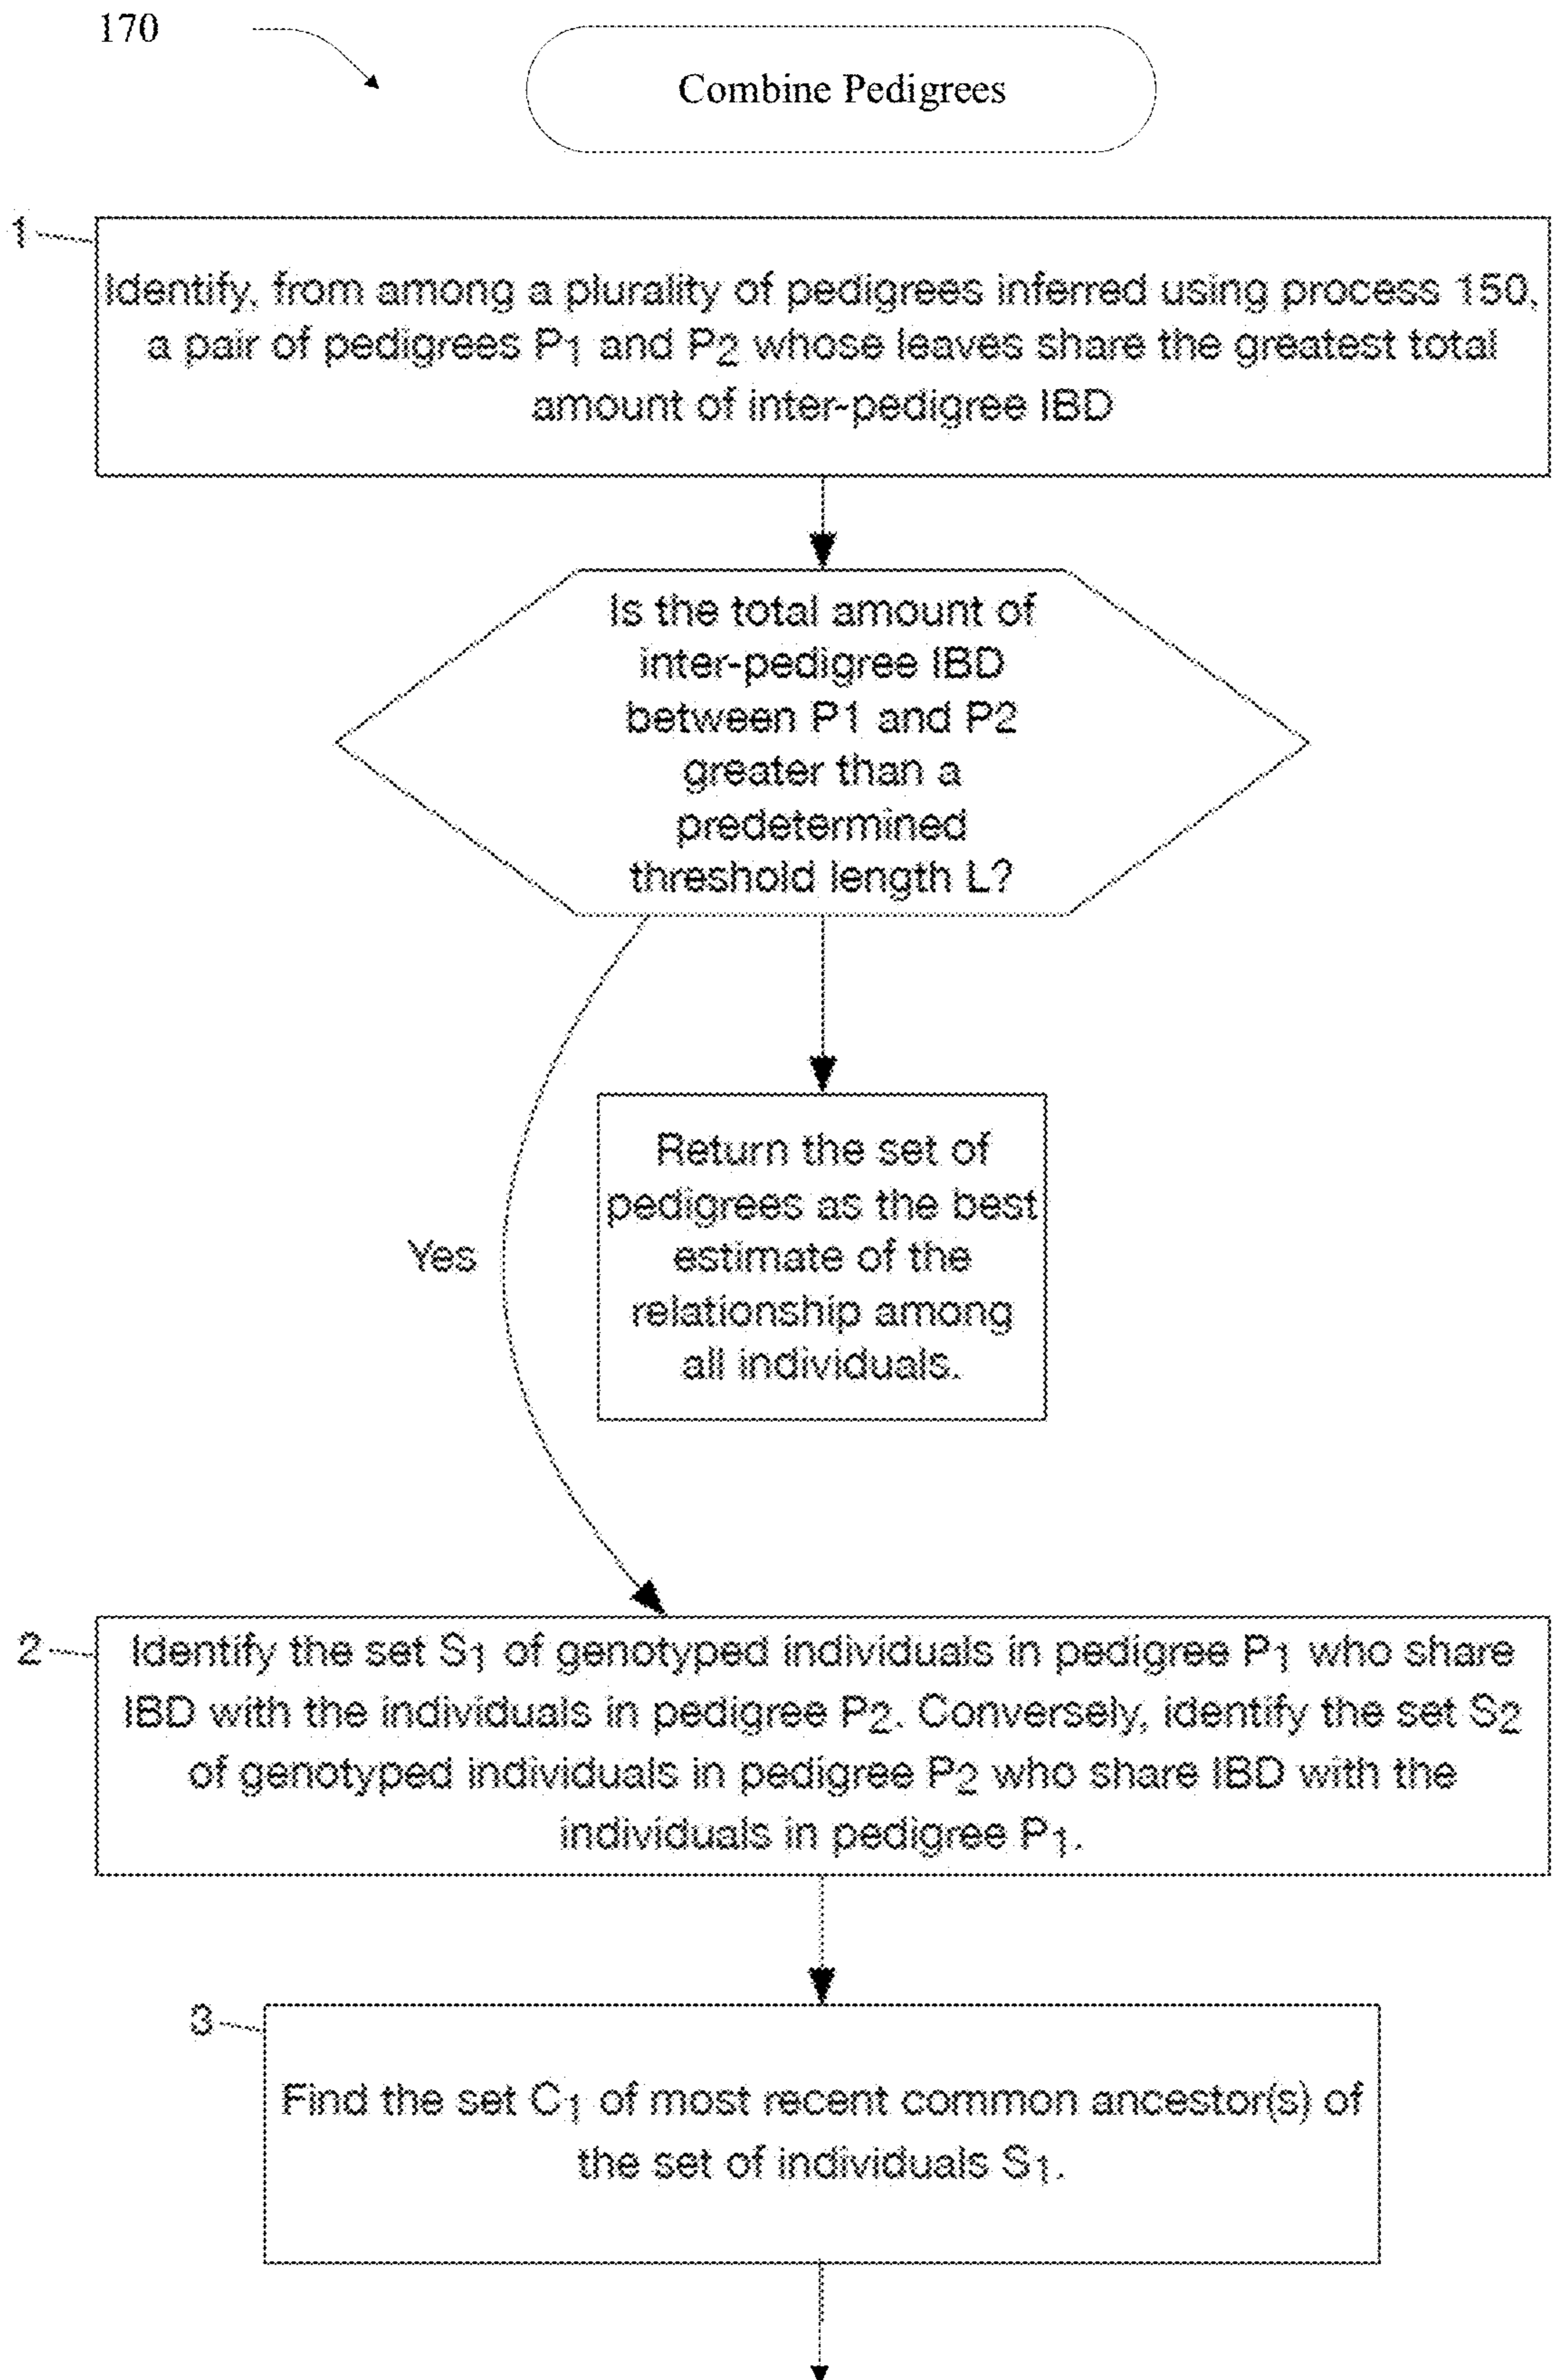 170
Combine Pedigrees
1
Identify, from among a plurality of pedigrees inferred using process 150,
a pair of pedigrees P1 and P2 whose leaves share the greatest total
amount of inter-pedigree IBD
Is the total amount of
inter-pedigree IBD
between P1 and P2
greater than a
predetermined
threshold length L?
Return the set of
pedigrees as the best
estimate of the
relationship among
all individuals.
Yes
2
Identify the set S1 of genotyped individuals in pedigree P1 who share
IBD with the individuals in pedigree P2. Conversely, identify the set S2
of genotyped individuals in pedigree P2 who share IBD with the
individuals in pedigree P1.
3
Find the set C1 of most recent common ancestor(s) of
the set of individuals S1.